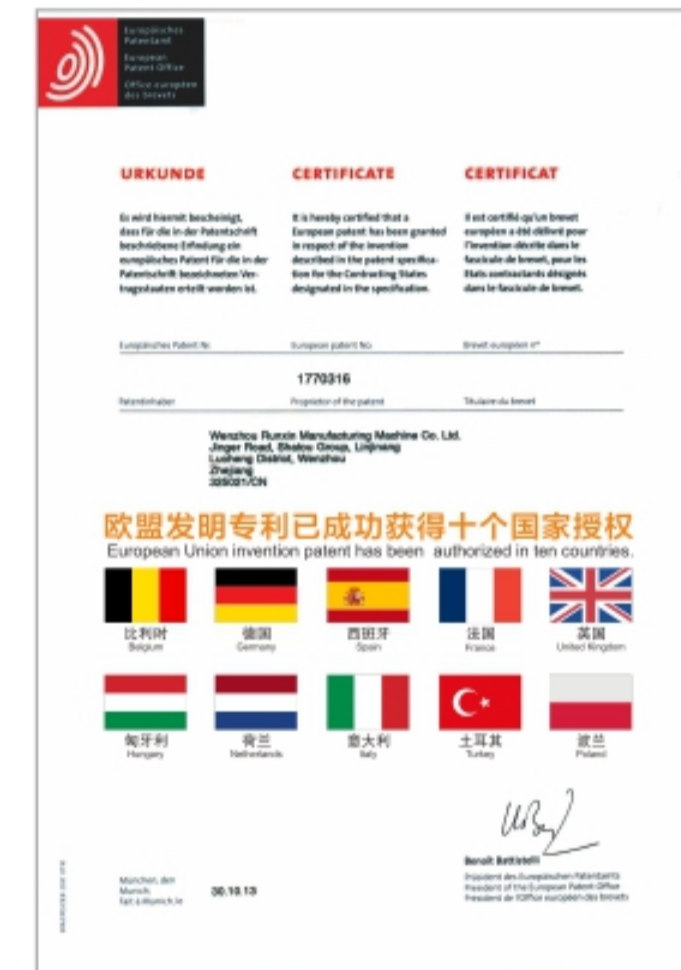 Europäisches
Patentamt
European
Patent Office
Office européen
des brevets
URKUNDE
Es wird hiermit bescheinigt,
dass für die in der Patentschrift
beschriebene Erfindung ein
europäisches Patent für die in der
Patentschrift bezeichneten Ver-
tragsstaaten erteilt worden ist.
CERTIFICATE
It is hereby certified that a
European patent has been granted
in respect of the invention
described in the patent specifica-
tion for the Contracting States
designated in the specification.
CERTIFICAT
Il est certifié qu'un brevet
européen a été délivré pour
l'invention décrite dans le
fascicule de brevet, pour les
Etats contractants désignés
dans le fascicule de brevet.
Europäisches Patent Nr.
European patent No.
Brevet européen n°
1770316
Patentinhaber
Proprietor of the patent
Titulaire du brevet
Wenzhou Runxin Manufacturing Machine Co. Ltd.
Jinger Road, Shatou Group, Linjinang
Lucheng District, Wenzhou
Zhejiang
325021/CN
欧盟发明专利已成功获得十个国家授权
European Union invention patent has been authorized in ten countries.
比利时
Belgium
德国
Germany
西班牙
Spain
法国
France
英国
United Kingdom
匈牙利
Hungary
荷兰
Netherlands
意大利
Italy
土耳其
Turkey
波兰
Poland
Benoît Battistelli
Präsident des Europäischen Patentamts
President of the European Patent Office
Président de l'Office européen des brevets
München, den
Munich,
Fait à Munich, le
30.10.13